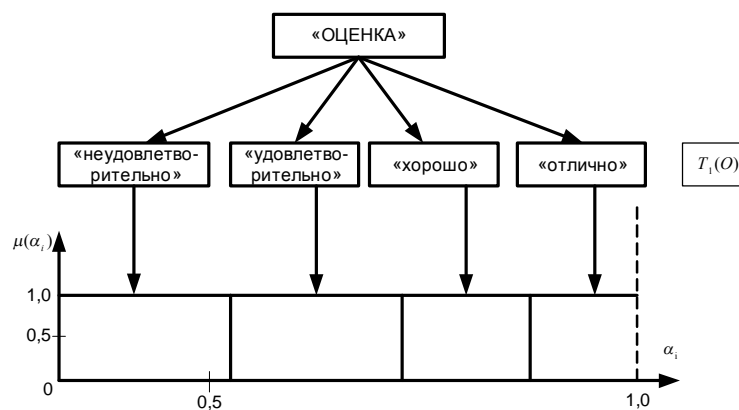 «ОЦЕНКА»
«неудовлетво-
рительно»
«удовлетво-
рительно»
«хорошо»
«отлично»
T₁(O)
μ(αᵢ)
1,0
0,5
0
0,5
1,0
αᵢ